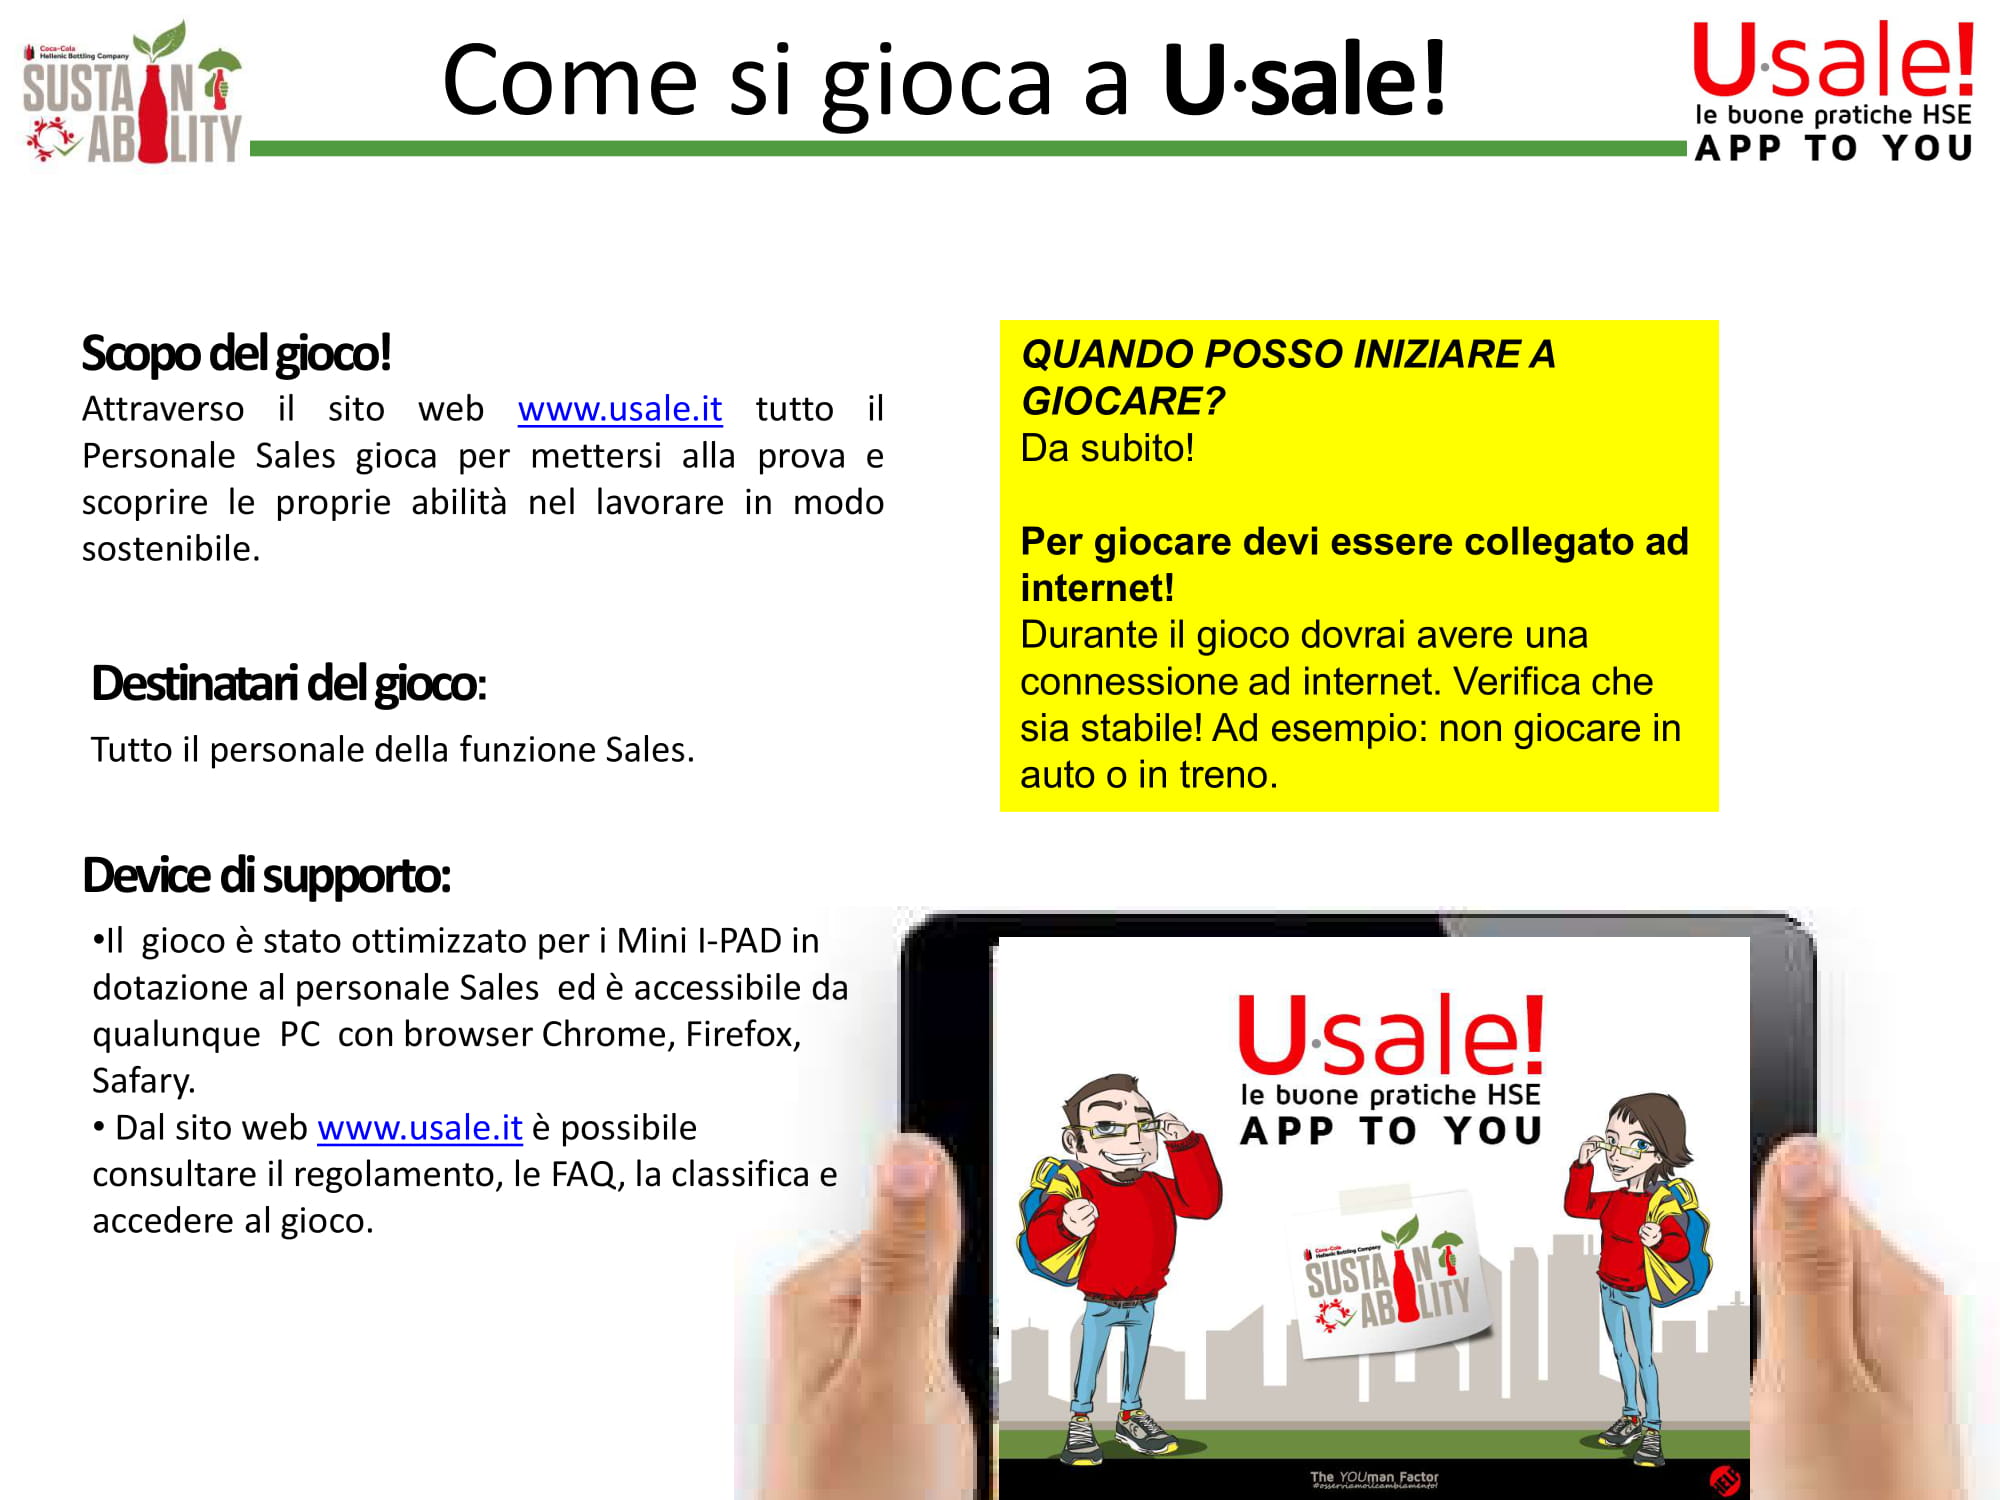 Coca-Cola
Hellenic Bottling Company
SUSTAIN
ABILITY
Come si gioca a U·sale!
U·sale!
le buone pratiche HSE
APP TO YOU
Scopo del gioco!
Attraverso il sito web www.usale.it tutto il
Personale Sales gioca per mettersi alla prova e
scoprire le proprie abilità nel lavorare in modo
sostenibile.
Destinatari del gioco:
Tutto il personale della funzione Sales.
Device di supporto:
•Il  gioco è stato ottimizzato per i Mini I-PAD in
dotazione al personale Sales  ed è accessibile da
qualunque  PC  con browser Chrome, Firefox,
Safary.
• Dal sito web www.usale.it è possibile
consultare il regolamento, le FAQ, la classifica e
accedere al gioco.
QUANDO POSSO INIZIARE A
GIOCARE?
Da subito!
Per giocare devi essere collegato ad
internet!
Durante il gioco dovrai avere una
connessione ad internet. Verifica che
sia stabile! Ad esempio: non giocare in
auto o in treno.
U·sale!
le buone pratiche HSE
APP TO YOU
Coca-Cola
Hellenic Bottling Company
SUSTAIN
ABILITY
The YOUman Factor
#osserviamoilcambiamento!